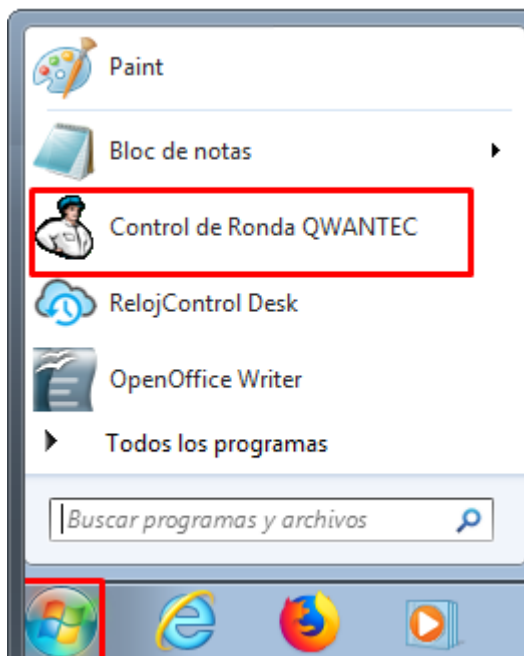 Paint
Bloc de notas
Control de Ronda QWANTEC
RelojControl Desk
OpenOffice Writer
Todos los programas
Buscar programas y archivos